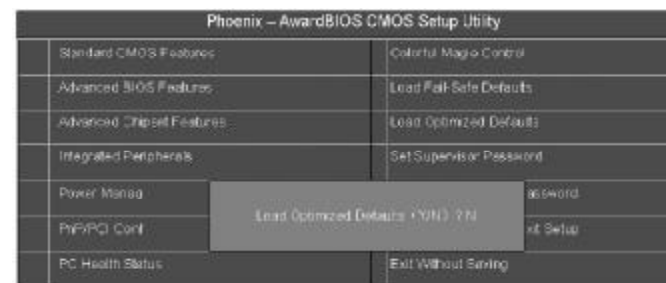 Phoenix – AwardBIOS CMOS Setup Utility
Standard CMOS Features
Colorful Magic Control
Advanced BIOS Features
Load Fail-Safe Defaults
Advanced Chipset Features
Load Optimized Defaults
Integrated Peripherals
Set Supervisor Password
Power Manag
assword
Load Optimized Defaults (Y/N) ? N
PnP/PCI Conf
xit Setup
PC Health Status
Exit Without Saving